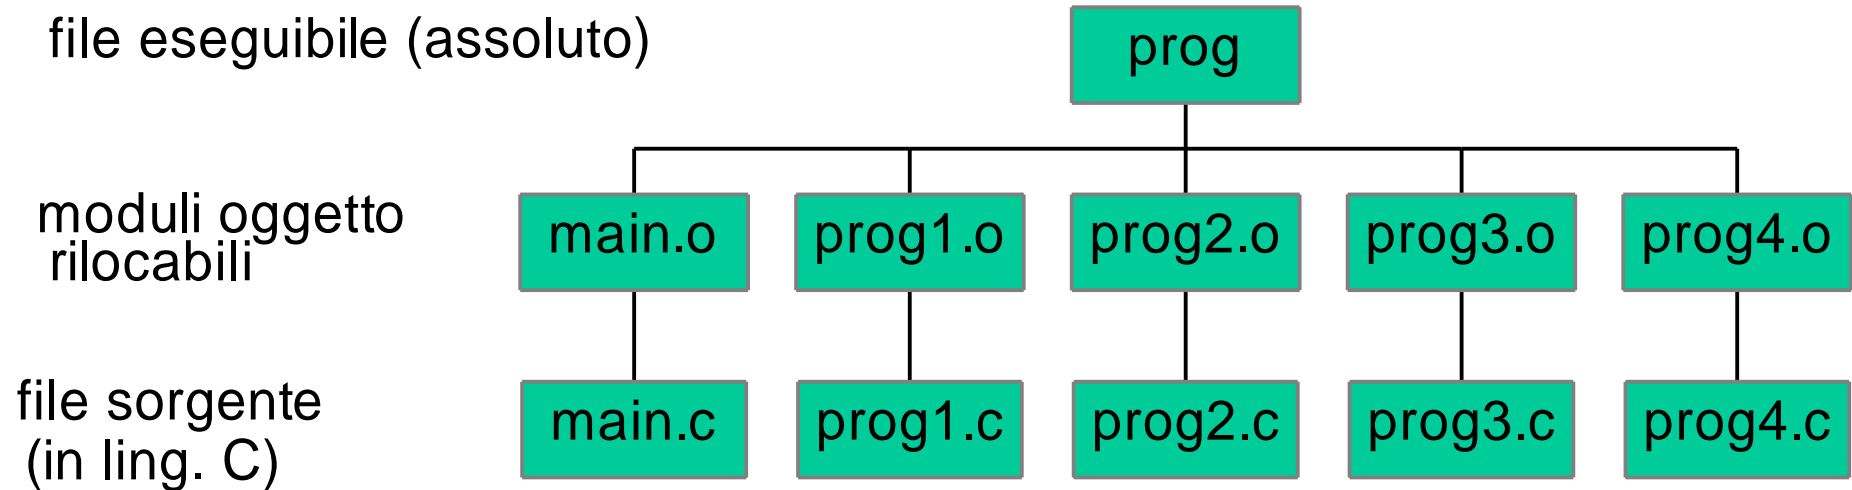 file eseguibile (assoluto)
prog
moduli oggetto
rilocabili
main.o prog1.o prog2.o prog3.o prog4.o
file sorgente
(in ling. C)
main.c prog1.c prog2.c prog3.c prog4.c